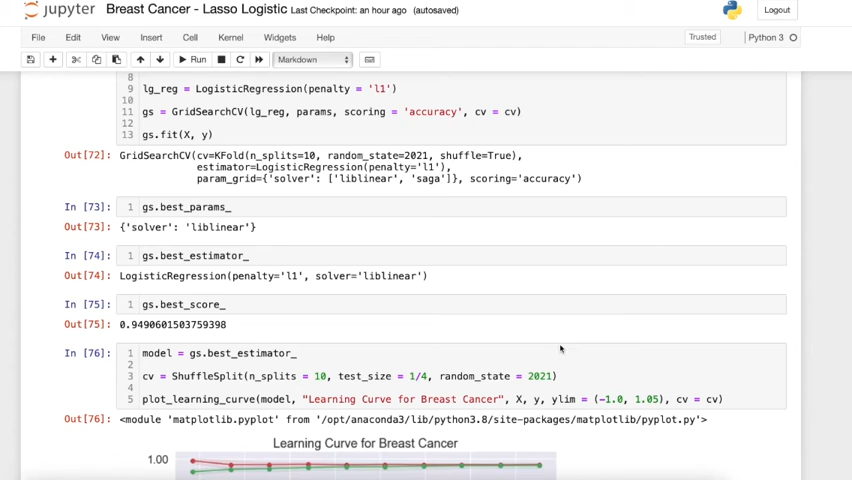 jupyter Breast Cancer - Lasso Logistic Last Checkpoint: an hour ago (autosaved) Logout
File Edit View Insert Cell Kernel Widgets Help Trusted Python 3
Run Markdown
8
9 lg_reg = LogisticRegression(penalty = 'l1')
10
11 gs = GridSearchCV(lg_reg, params, scoring = 'accuracy', cv = cv)
12
13 gs.fit(X, y)
Out[72]: GridSearchCV(cv=KFold(n_splits=10, random_state=2021, shuffle=True),
estimator=LogisticRegression(penalty='l1'),
param_grid={'solver': ['liblinear', 'saga']}, scoring='accuracy')
In [73]: 1 gs.best_params_
Out[73]: {'solver': 'liblinear'}
In [74]: 1 gs.best_estimator_
Out[74]: LogisticRegression(penalty='l1', solver='liblinear')
In [75]: 1 gs.best_score_
Out[75]: 0.9490601503759398
In [76]: 1 model = gs.best_estimator_
2
3 cv = ShuffleSplit(n_splits = 10, test_size = 1/4, random_state = 2021)
4
5 plot_learning_curve(model, "Learning Curve for Breast Cancer", X, y, ylim = (-1.0, 1.05), cv = cv)
Out[76]: <module 'matplotlib.pyplot' from '/opt/anaconda3/lib/python3.8/site-packages/matplotlib/pyplot.py'>
Learning Curve for Breast Cancer
1.00